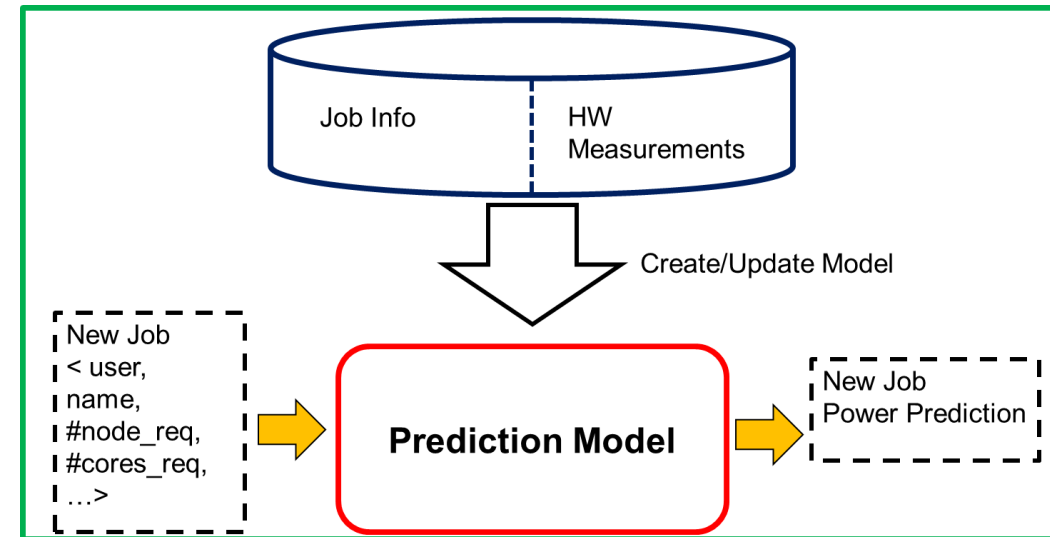 Job Info
HW
Measurements
Create/Update Model
New Job
< user,
name,
#node_req,
#cores_req,
...>
Prediction Model
New Job
Power Prediction